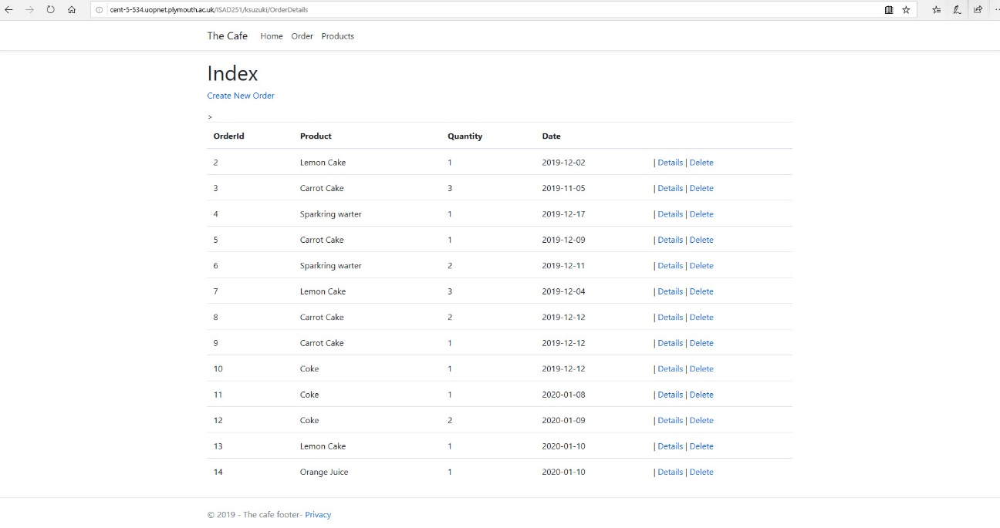 cent-5-534.uopnet.plymouth.ac.uk/ISAD251/ksuzuki/OrderDetails
The Cafe Home Order Products
Index
Create New Order
>
OrderId Product Quantity Date
2 Lemon Cake 1 2019-12-02 | Details | Delete
3 Carrot Cake 3 2019-11-05 | Details | Delete
4 Sparkring warter 1 2019-12-17 | Details | Delete
5 Carrot Cake 1 2019-12-09 | Details | Delete
6 Sparkring warter 2 2019-12-11 | Details | Delete
7 Lemon Cake 3 2019-12-04 | Details | Delete
8 Carrot Cake 2 2019-12-12 | Details | Delete
9 Carrot Cake 1 2019-12-12 | Details | Delete
10 Coke 1 2019-12-12 | Details | Delete
11 Coke 1 2020-01-08 | Details | Delete
12 Coke 2 2020-01-09 | Details | Delete
13 Lemon Cake 1 2020-01-10 | Details | Delete
14 Orange Juice 1 2020-01-10 | Details | Delete
© 2019 - The cafe footer- Privacy